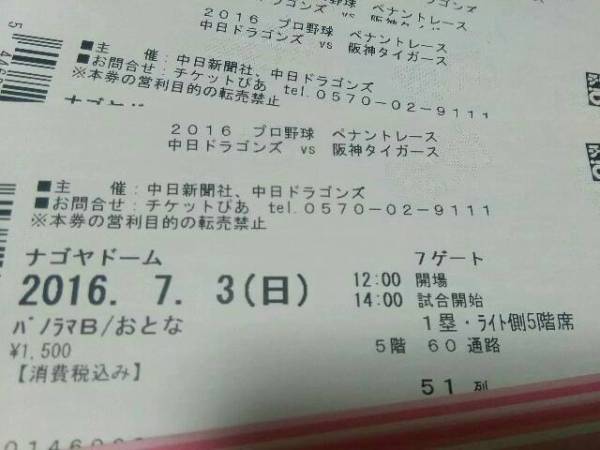 2016 プロ野球 ペナントレース
中日ドラゴンズ vs 阪神タイガース
■主 催：中日新聞社、中日ドラゴンズ
■お問合せ：チケットぴあ tel.0570-02-9111
※本券の営利目的の転売禁止
2016 プロ野球 ペナントレース
中日ドラゴンズ vs 阪神タイガース
■主 催：中日新聞社、中日ドラゴンズ
■お問合せ：チケットぴあ tel.0570-02-9111
※本券の営利目的の転売禁止
ナゴヤドーム
7ゲート
2016. 7. 3(日)
12:00 開場
14:00 試合開始
パノラマB/おとな
1塁・ライト側5階席
¥1,500
5階 60 通路
【消費税込み】
51 列